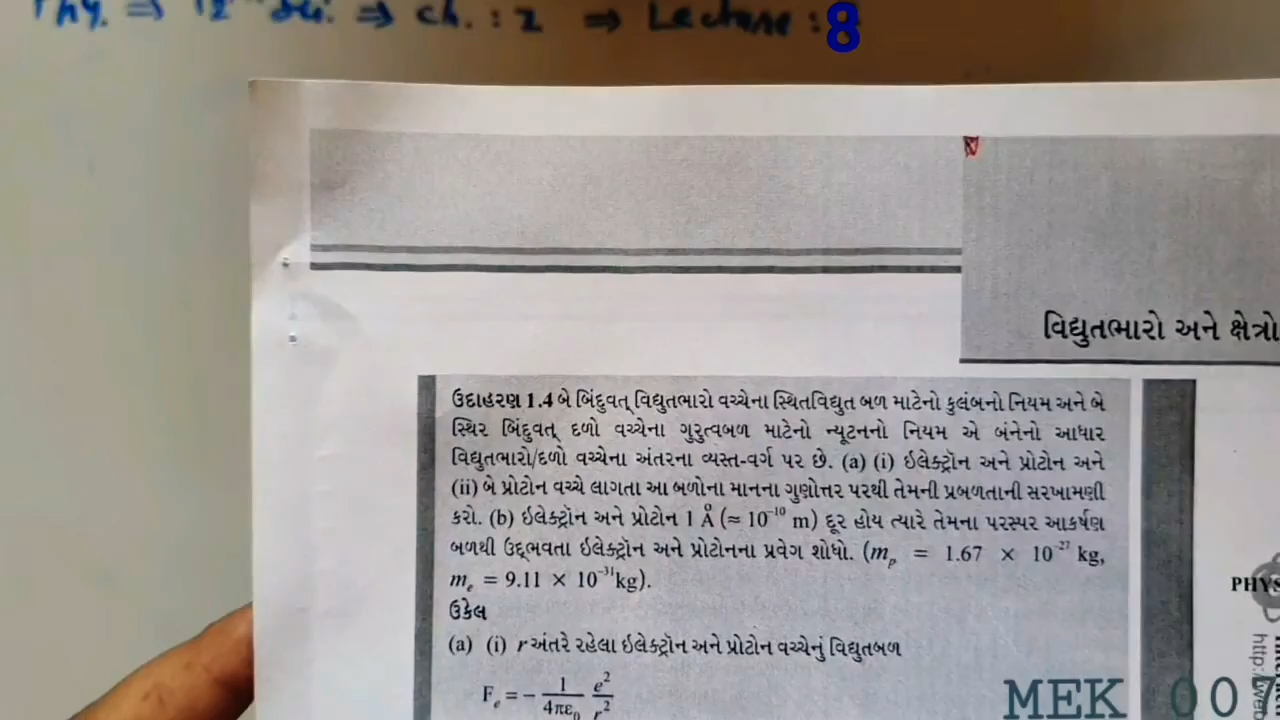 Phy. ⇒ 12th ⇒ ch. : 2 ⇒ Lecture : 8
વિદ્યુતભારો અને ક્ષેત્રો
ઉદાહરણ 1.4 બે બિંદુવત્ વિદ્યુતભારો વચ્ચેના સ્થિતવિદ્યુત બળ માટેનો કુલંબનો નિયમ અને બે
સ્થિર બિંદુવત્ દળો વચ્ચેના ગુરુત્વબળ માટેનો ન્યૂટનનો નિયમ એ બંનેનો આધાર
વિદ્યુતભારો/દળો વચ્ચેના અંતરના વ્યસ્ત-વર્ગ પર છે. (a) (i) ઇલેક્ટ્રૉન અને પ્રોટોન અને
(ii) બે પ્રોટોન વચ્ચે લાગતા આ બળોના માનના ગુણોત્તર પરથી તેમની પ્રબળતાની સરખામણી
કરો. (b) ઇલેક્ટ્રૉન અને પ્રોટોન 1 Å (≈ 10⁻¹⁰ m) દૂર હોય ત્યારે તેમના પરસ્પર આકર્ષણ
બળથી ઉદ્ભવતા ઇલેક્ટ્રૉન અને પ્રોટોનના પ્રવેગ શોધો. (mₚ = 1.67 × 10⁻²⁷ kg,
mₑ = 9.11 × 10⁻³¹kg).
ઉકેલ
(a) (i) r અંતરે રહેલા ઇલેક્ટ્રૉન અને પ્રોટોન વચ્ચેનું વિદ્યુતબળ
Fₑ = − 1/4πε₀ e²/r²
PHYS
http://web
MEK 007